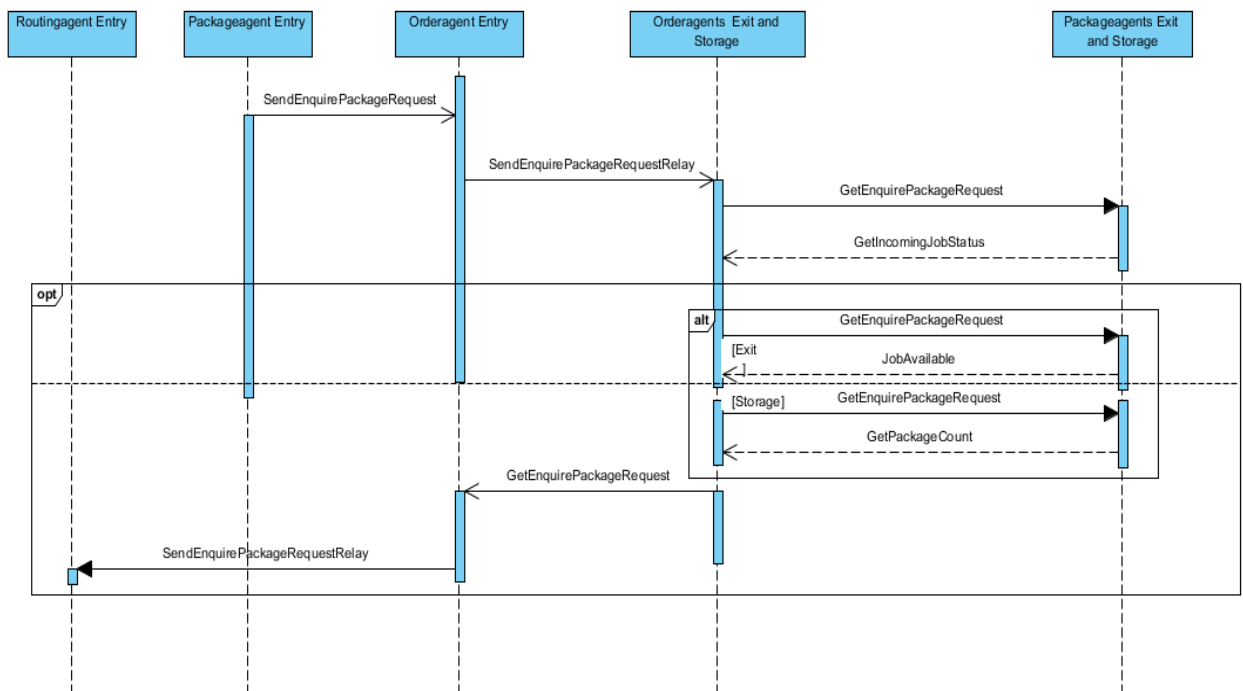 Routingagent Entry
Packageagent Entry
Orderagent Entry
Orderagents Exit and
Storage
Packageagents Exit
and Storage
SendEnquirePackageRequest
SendEnquirePackageRequestRelay
GetEnquirePackageRequest
GetIncomingJobStatus
opt
alt
GetEnquirePackageRequest
[Exit
]
JobAvailable
[Storage]
GetEnquirePackageRequest
GetPackageCount
GetEnquirePackageRequest
SendEnquirePackageRequestRelay